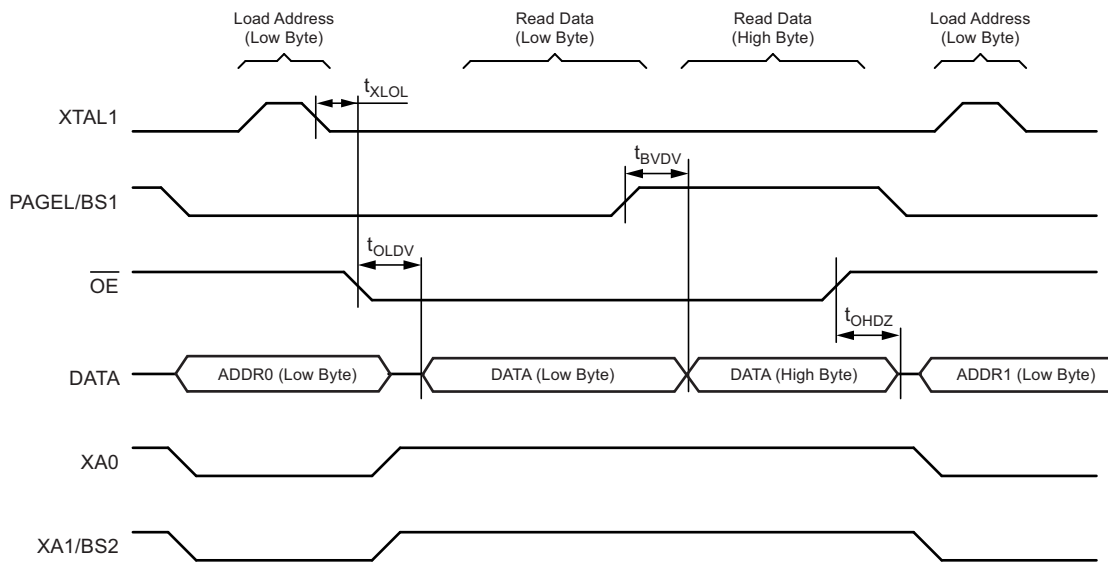 Load Address
(Low Byte)
Read Data
(Low Byte)
Read Data
(High Byte)
Load Address
(Low Byte)
XTAL1
tXLOL
PAGEL/BS1
tBVDV
OE
tOLDV
tOHDZ
DATA
ADDR0 (Low Byte)
DATA (Low Byte)
DATA (High Byte)
ADDR1 (Low Byte)
XA0
XA1/BS2